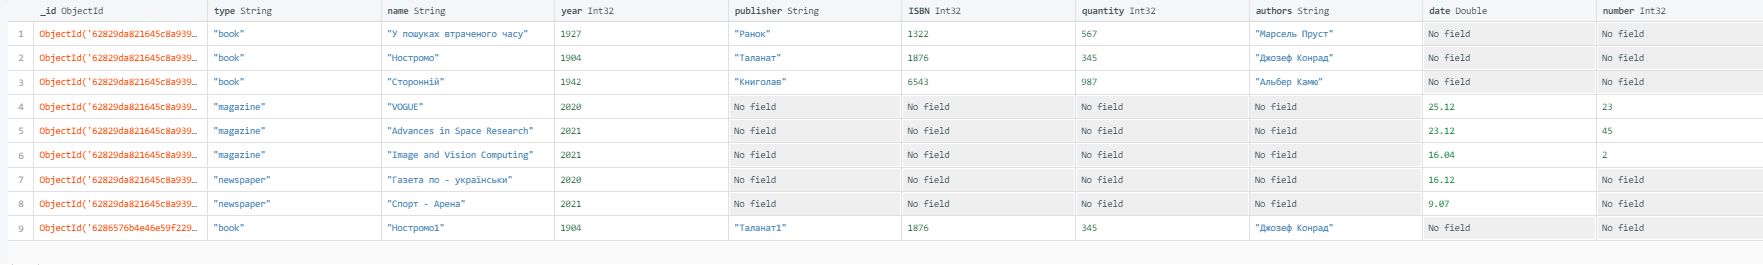 _id ObjectId type String name String year Int32 publisher String ISBN Int32 quantity Int32 authors String date Double number Int32
1 ObjectId('62829da821645c8a939… "book" "У пошуках втраченого часу" 1927 "Ранок" 1322 567 "Марсель Пруст" No field No field
2 ObjectId('62829da821645c8a939… "book" "Ностромо" 1904 "Таланат" 1876 345 "Джозеф Конрад" No field No field
3 ObjectId('62829da821645c8a939… "book" "Сторонній" 1942 "Книголав" 6543 987 "Альбер Камю" No field No field
4 ObjectId('62829da821645c8a939… "magazine" "VOGUE" 2020 No field No field No field No field 25.12 23
5 ObjectId('62829da821645c8a939… "magazine" "Advances in Space Research" 2021 No field No field No field No field 23.12 45
6 ObjectId('62829da821645c8a939… "magazine" "Image and Vision Computing" 2021 No field No field No field No field 16.04 2
7 ObjectId('62829da821645c8a939… "newspaper" "Газета по - українськи" 2020 No field No field No field No field 16.12 No field
8 ObjectId('62829da821645c8a939… "newspaper" "Спорт - Арена" 2021 No field No field No field No field 9.07 No field
9 ObjectId('6286576b4e46e59f229… "book" "Ностромо1" 1904 "Таланат1" 1876 345 "Джозеф Конрад" No field No field